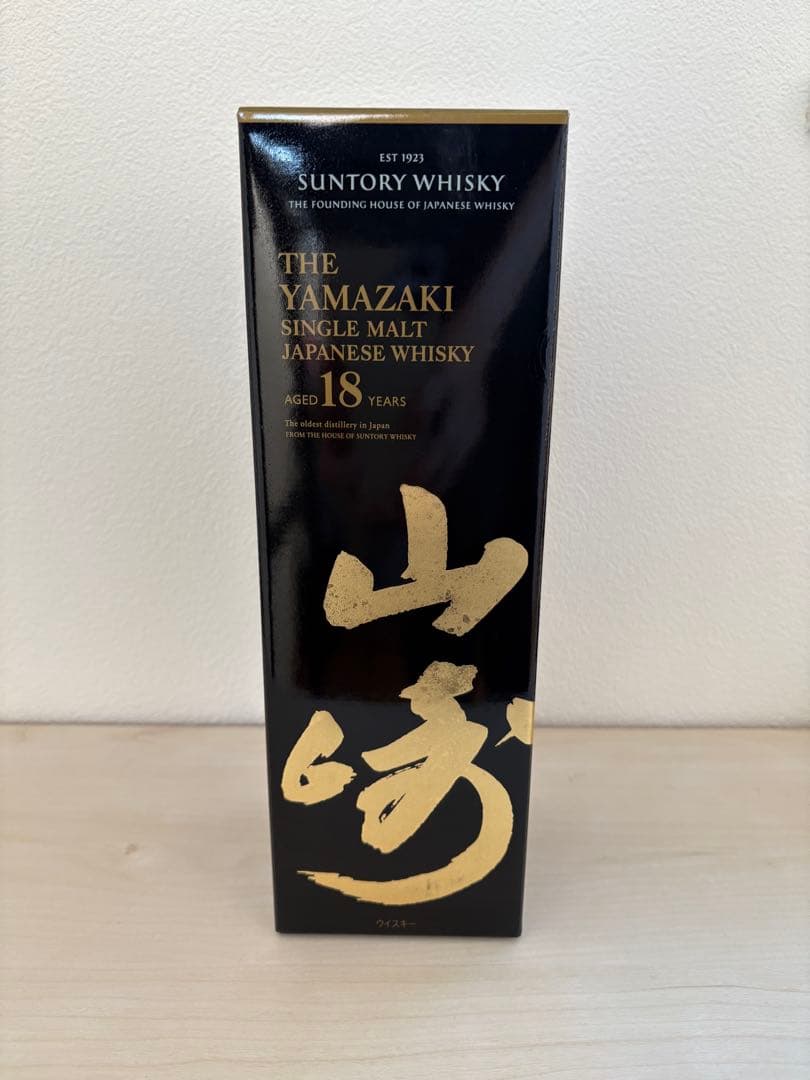 EST 1923
SUNTORY WHISKY
THE FOUNDING HOUSE OF JAPANESE WHISKY
THE
YAMAZAKI
SINGLE MALT
JAPANESE WHISKY
AGED 18 YEARS
The oldest distillery in Japan
FROM THE HOUSE OF SUNTORY WHISKY
山
崎
ウイスキー